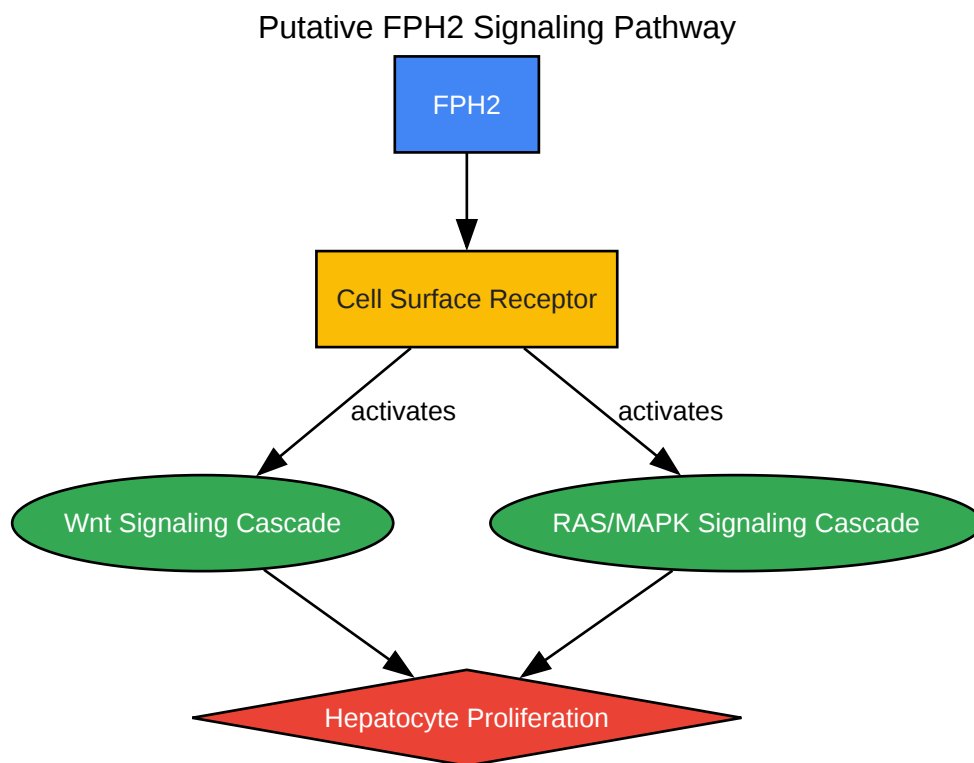 Putative FPH2 Signaling Pathway
FPH2
Cell Surface Receptor
activates
activates
Wnt Signaling Cascade
RAS/MAPK Signaling Cascade
Hepatocyte Proliferation